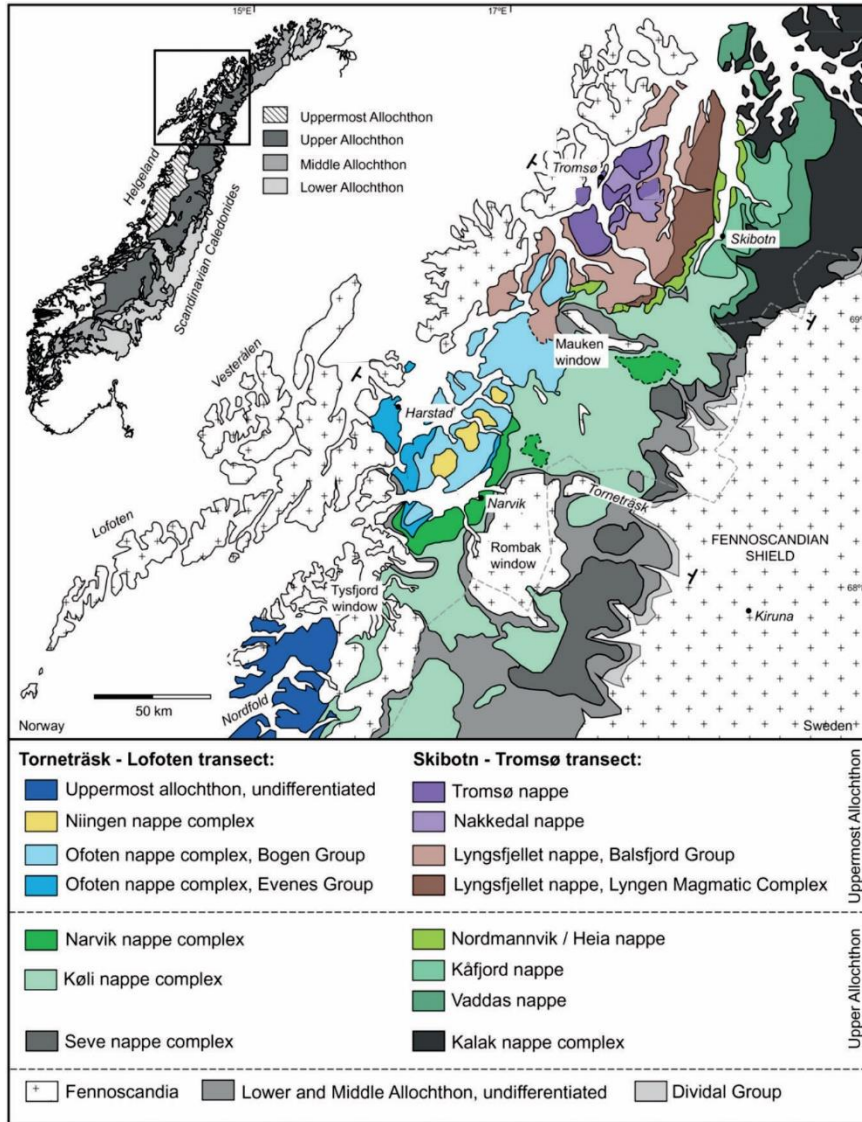 15ºE
17ºE
Uppermost Allochthon
Upper Allochthon
Middle Allochthon
Lower Allochthon
Helgeland
Scandinavian Caledonides
Tromsø
Skibotn
69º
Mauken
window
Vesterålen
Harstad
Lofoten
Narvik
Torneträsk
Rombak
window
FENNOSCANDIAN
SHIELD
Tysfjord
window
68º
Kiruna
Nordfold
50 km
Norway
Sweden
Torneträsk - Lofoten transect:
Uppermost allochthon, undifferentiated
Niingen nappe complex
Ofoten nappe complex, Bogen Group
Ofoten nappe complex, Evenes Group
Skibotn - Tromsø transect:
Tromsø nappe
Nakkedal nappe
Lyngsfjellet nappe, Balsfjord Group
Lyngsfjellet nappe, Lyngen Magmatic Complex
Uppermost Allochthon
Narvik nappe complex
Køli nappe complex
Seve nappe complex
Nordmannvik / Heia nappe
Kåfjord nappe
Vaddas nappe
Kalak nappe complex
Upper Allochthon
Fennoscandia
Lower and Middle Allochthon, undifferentiated
Dividal Group